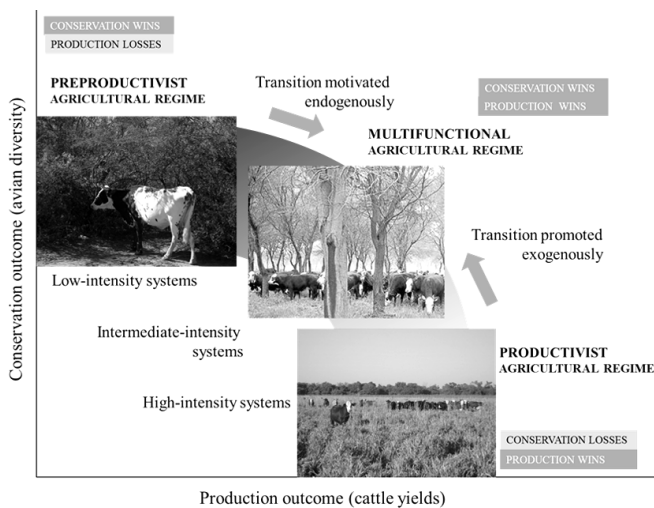 CONSERVATION WINS
PRODUCTION LOSSES
PREPRODUCTIVIST
AGRICULTURAL REGIME
Transition motivated
endogenously
CONSERVATION WINS
PRODUCTION WINS
MULTIFUNCTIONAL
AGRICULTURAL REGIME
Transition promoted
exogenously
Low-intensity systems
Intermediate-intensity
systems
High-intensity systems
PRODUCTIVIST
AGRICULTURAL REGIME
CONSERVATION LOSSES
PRODUCTION WINS
Conservation outcome (avian diversity)
Production outcome (cattle yields)